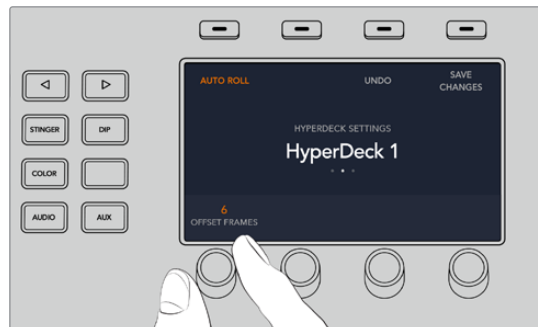 AUTO ROLL
UNDO
SAVE
CHANGES
HYPERDECK SETTINGS
HyperDeck 1
6
OFFSET FRAMES
STINGER
DIP
COLOR
AUDIO
AUX